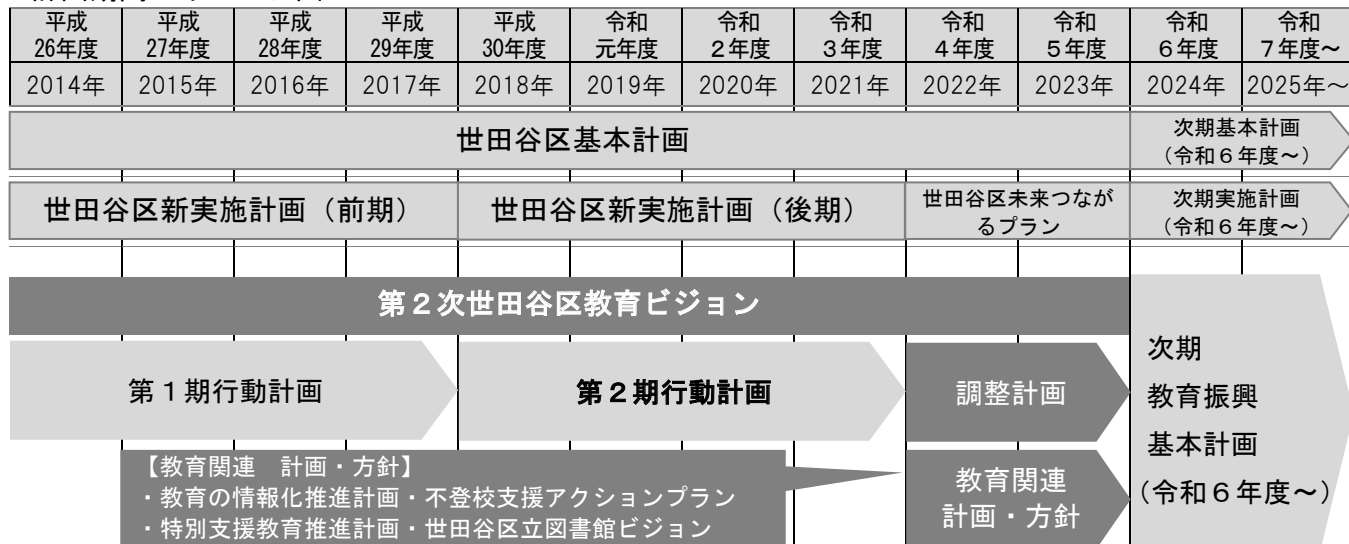 平成 平成 平成 平成 平成 令和 令和 令和 令和 令和 令和 令和
26年度 27年度 28年度 29年度 30年度 元年度 ２年度 ３年度 ４年度 ５年度 ６年度 ７年度～
2014年 2015年 2016年 2017年 2018年 2019年 2020年 2021年 2022年 2023年 2024年 2025年～
世田谷区基本計画
次期基本計画
（令和６年度～）
世田谷区新実施計画（前期）
世田谷区新実施計画（後期）
世田谷区未来つなが
るプラン
次期実施計画
（令和６年度～）
第２次世田谷区教育ビジョン
第１期行動計画
第２期行動計画
調整計画
【教育関連　計画・方針】
・教育の情報化推進計画・不登校支援アクションプラン
・特別支援教育推進計画・世田谷区立図書館ビジョン
教育関連
計画・方針
次期
教育振興
基本計画
（令和６年度～）